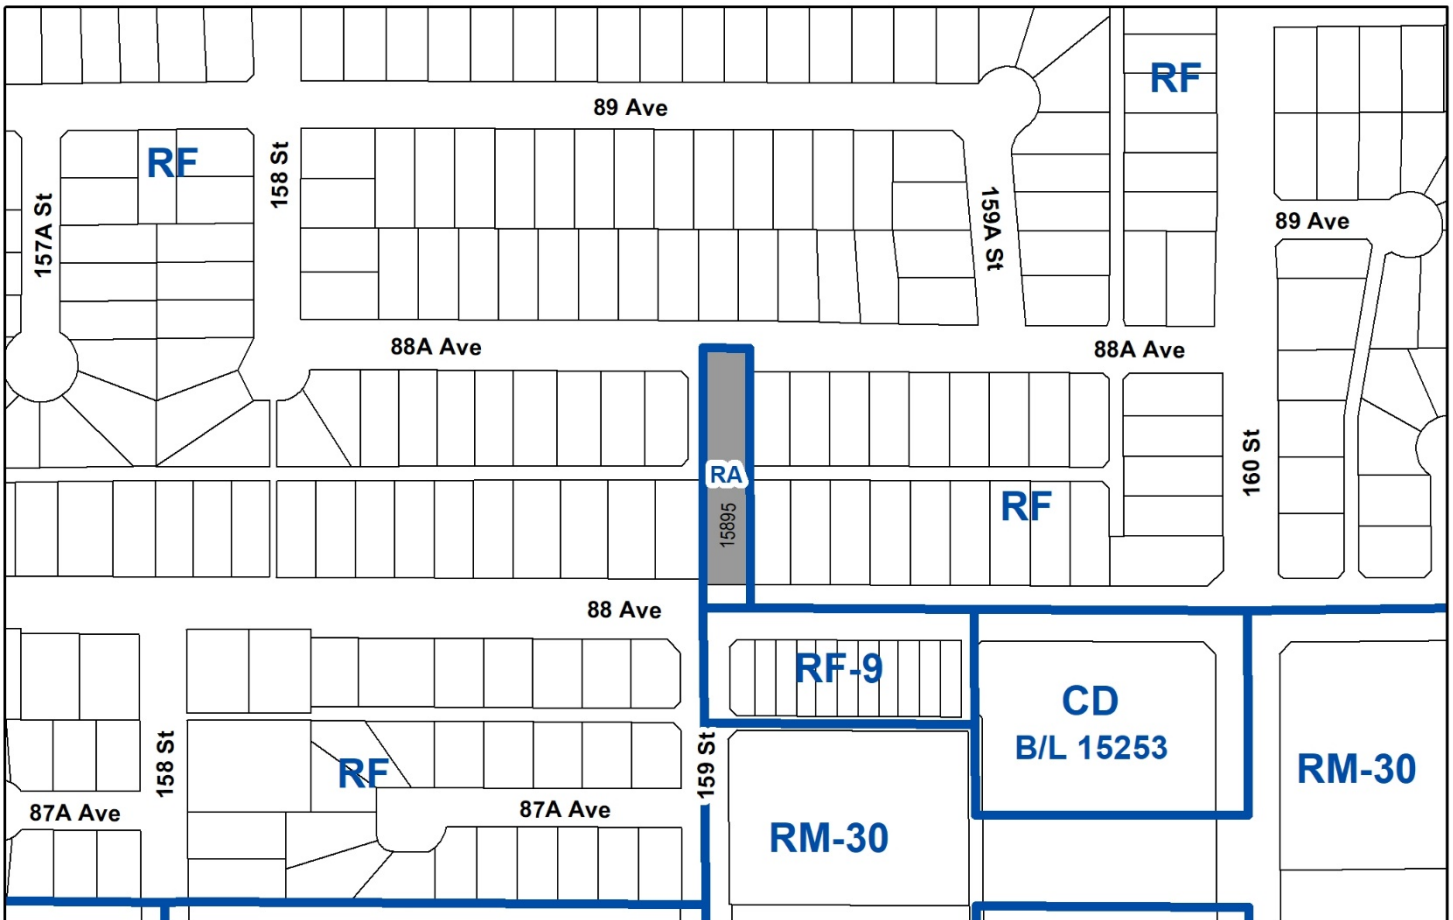 RF
89 Ave
RF
158 St
157A St
159A St
89 Ave
88A Ave
88A Ave
160 St
RA
15895
RF
88 Ave
RF-9
CD
B/L 15253
158 St
159 St
RF
RM-30
87A Ave
87A Ave
RM-30